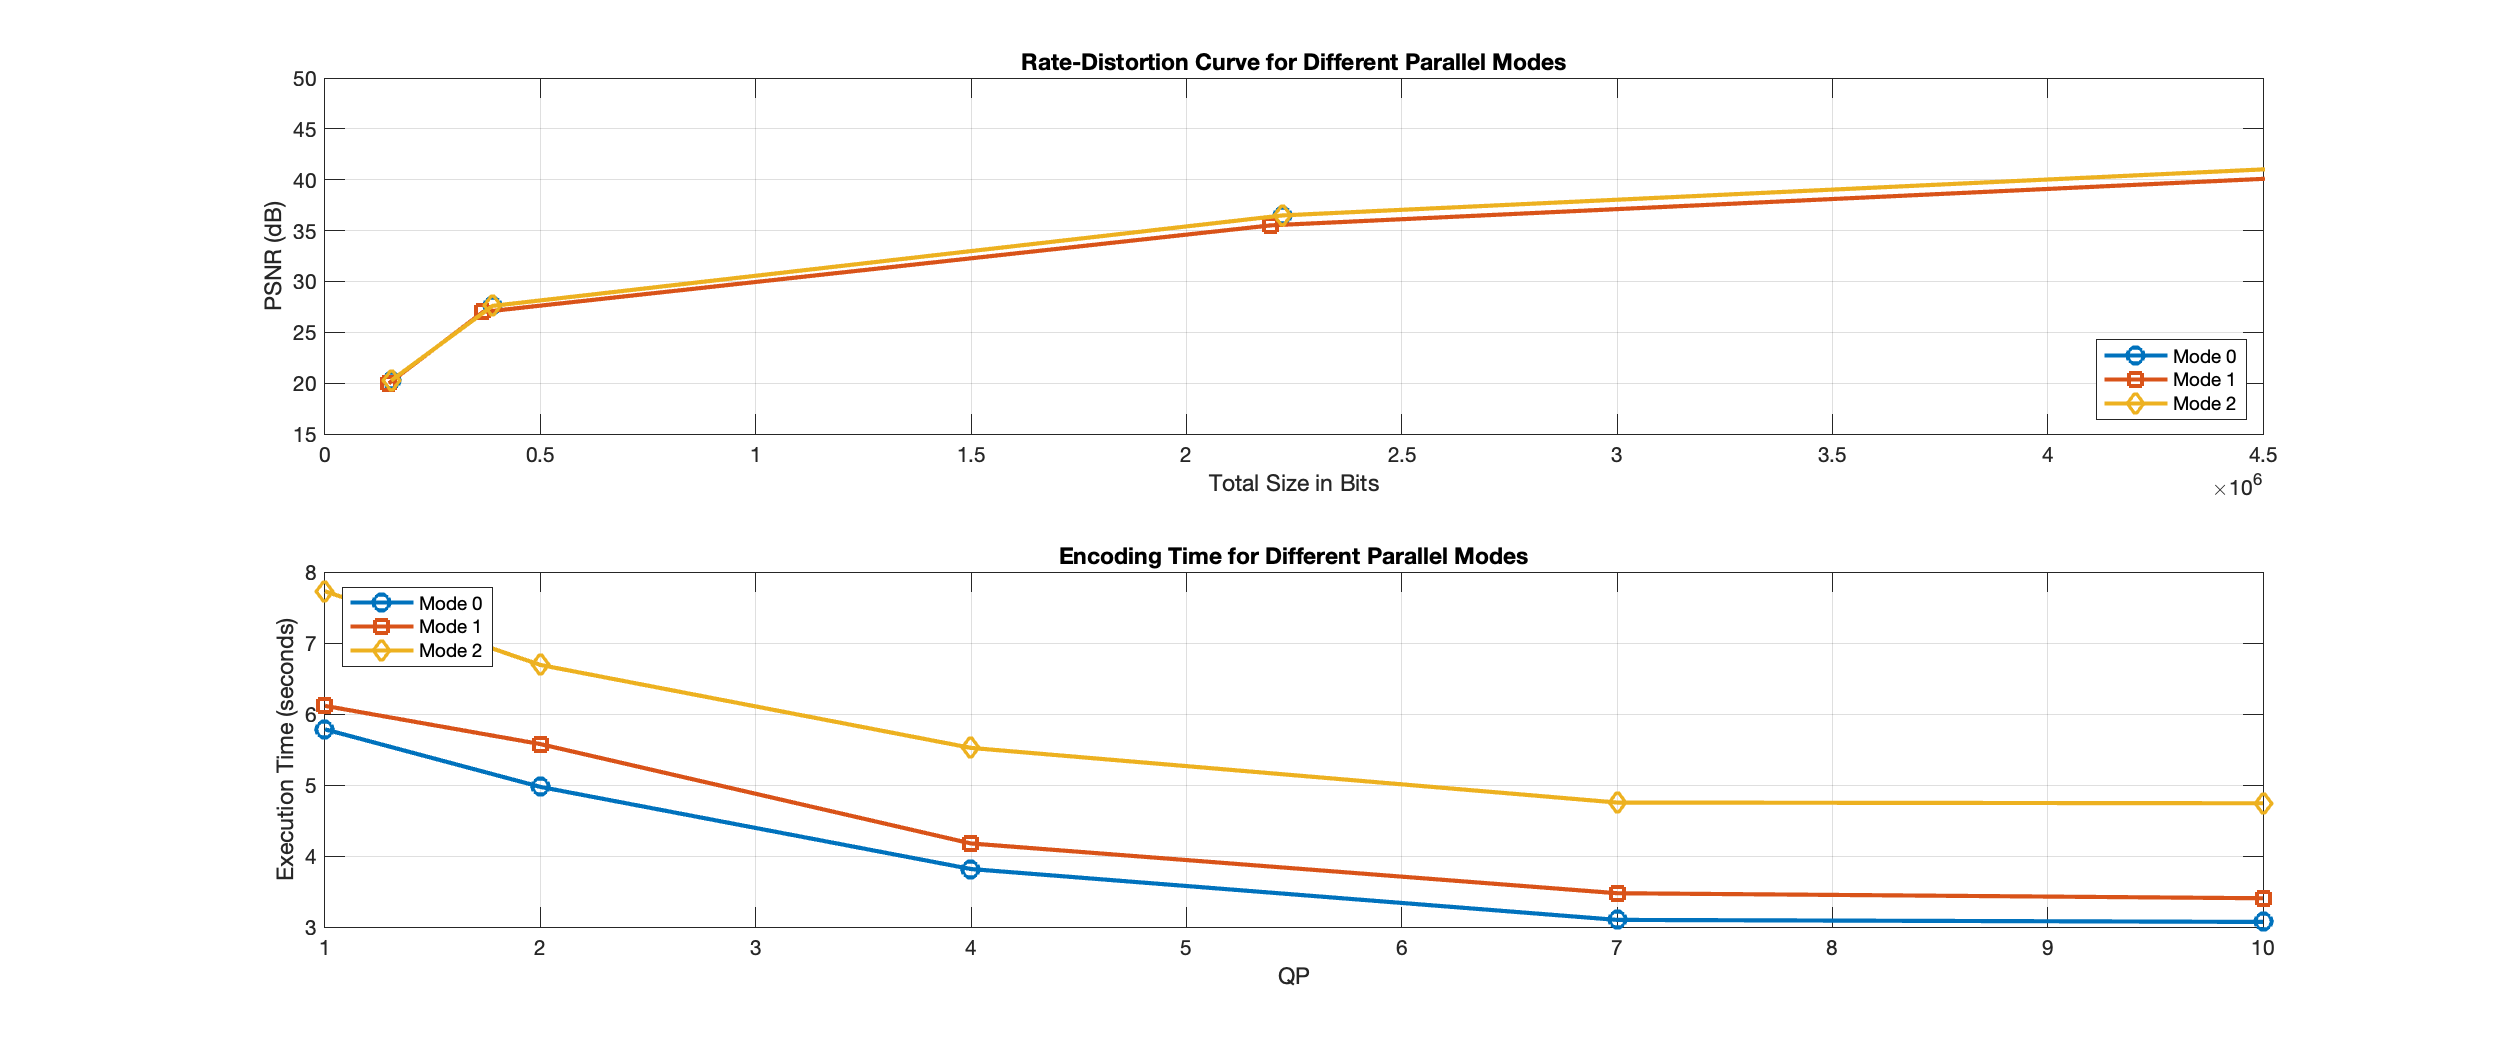 Rate-Distortion Curve for Different Parallel Modes
50
45
40
35
30
25
20
15
PSNR (dB)
0 0.5 1 1.5 2 2.5 3 3.5 4 4.5
×10^6
Total Size in Bits
Mode 0
Mode 1
Mode 2
Encoding Time for Different Parallel Modes
8
7
6
5
4
3
Execution Time (seconds)
Mode 0
Mode 1
Mode 2
1 2 3 4 5 6 7 8 9 10
QP